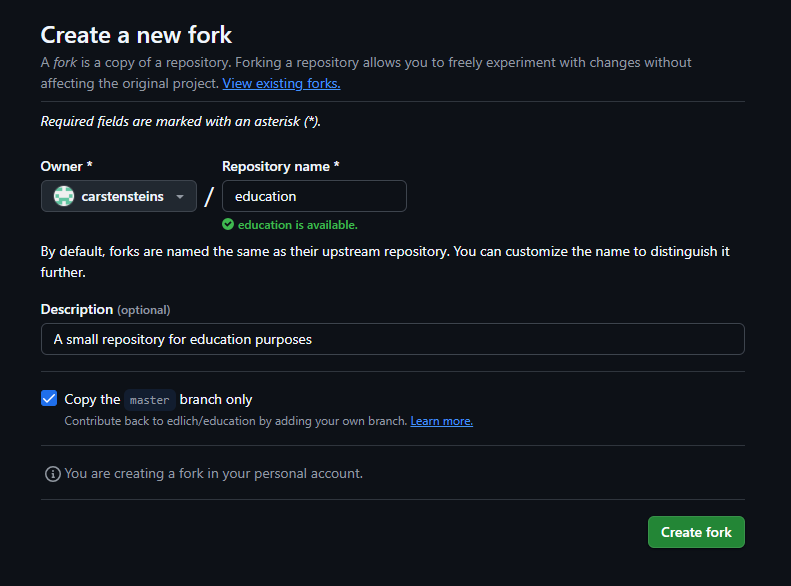 Create a new fork
A fork is a copy of a repository. Forking a repository allows you to freely experiment with changes without
affecting the original project. View existing forks.
Required fields are marked with an asterisk (*).
Owner * Repository name *
carstensteins / education
education is available.
By default, forks are named the same as their upstream repository. You can customize the name to distinguish it
further.
Description (optional)
A small repository for education purposes
Copy the master branch only
Contribute back to edlich/education by adding your own branch. Learn more.
You are creating a fork in your personal account.
Create fork